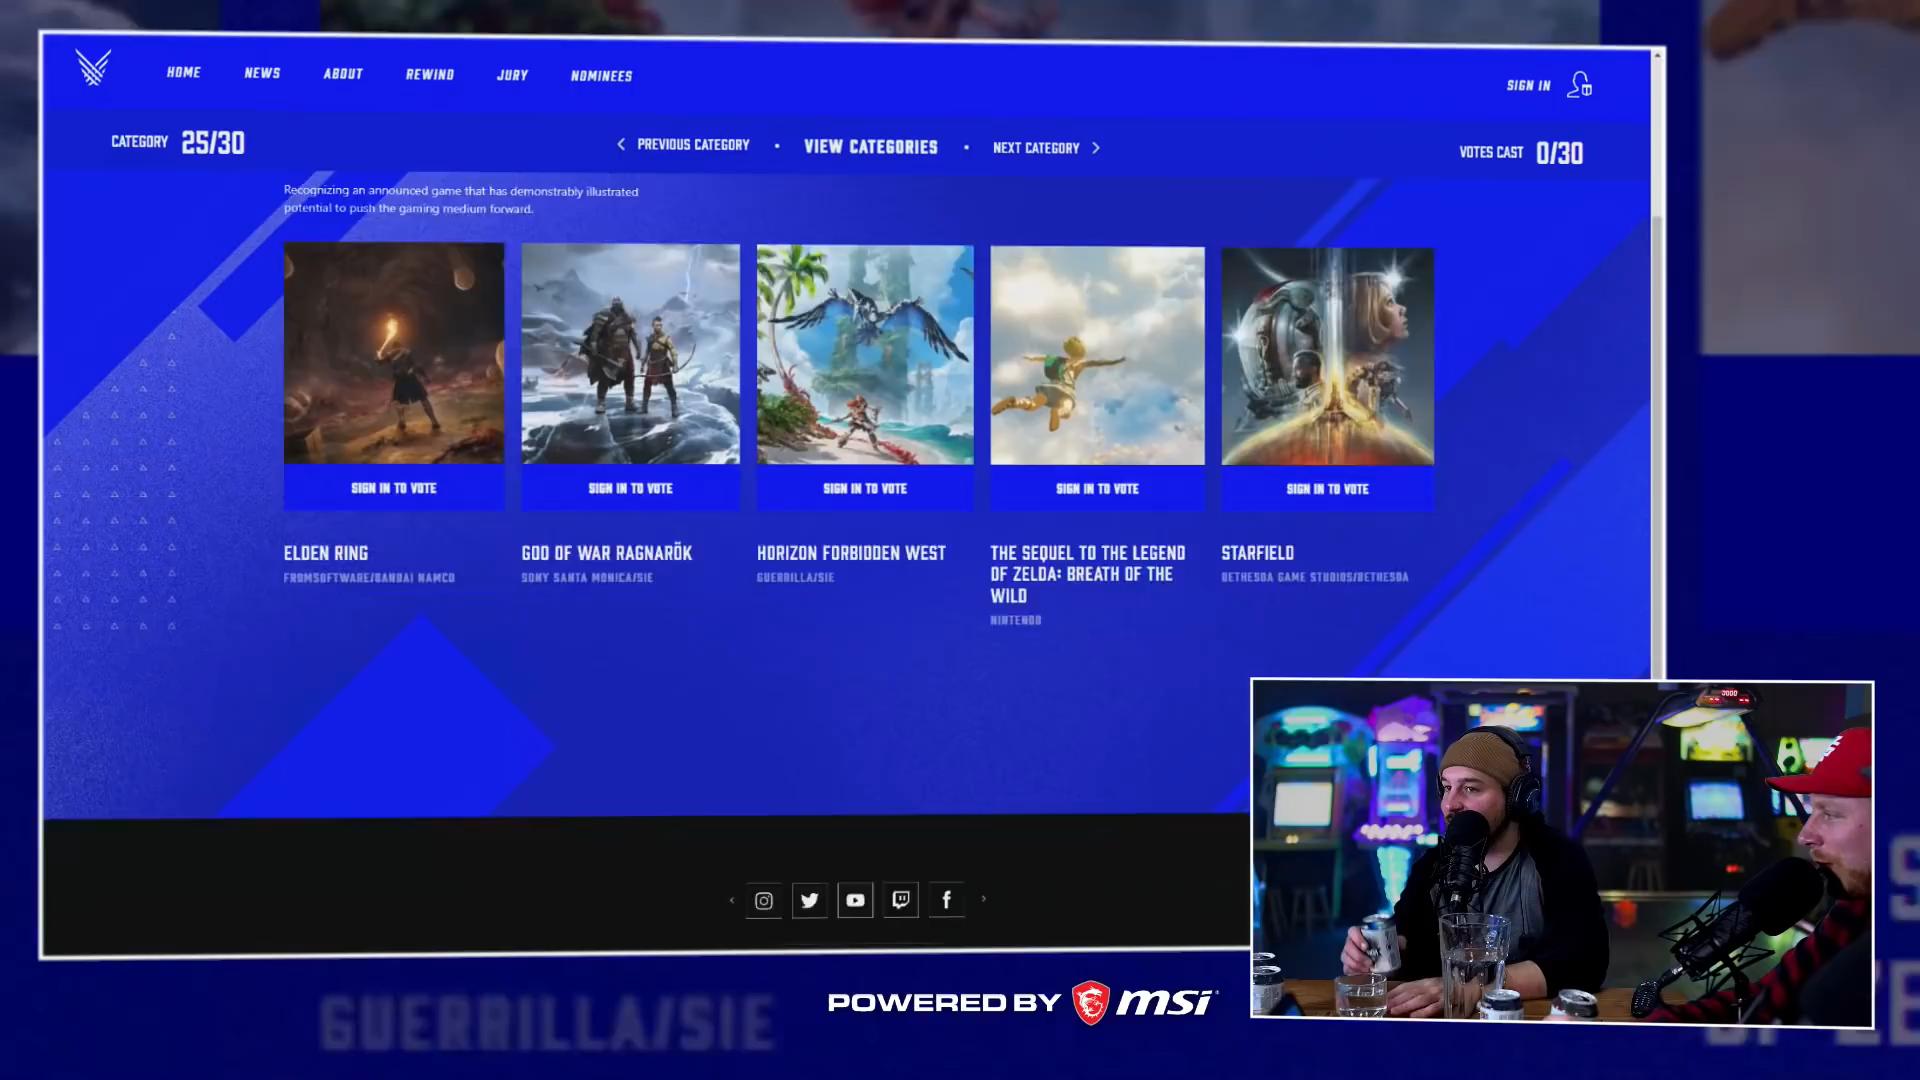 HOME NEWS ABOUT REWIND JURY NOMINEES SIGN IN
CATEGORY 25/30 PREVIOUS CATEGORY • VIEW CATEGORIES • NEXT CATEGORY VOTES CAST 0/30
Recognizing an announced game that has demonstrably illustrated
potential to push the gaming medium forward.
SIGN IN TO VOTE
SIGN IN TO VOTE
SIGN IN TO VOTE
SIGN IN TO VOTE
SIGN IN TO VOTE
ELDEN RING
FROMSOFTWARE/BANDAI NAMCO
GOD OF WAR RAGNARÖK
SONY SANTA MONICA/SIE
HORIZON FORBIDDEN WEST
GUERRILLA/SIE
THE SEQUEL TO THE LEGEND
OF ZELDA: BREATH OF THE
WILD
NINTENDO
STARFIELD
BETHESDA GAME STUDIOS/BETHESDA
POWERED BY msi
GUERRILLA/SIE